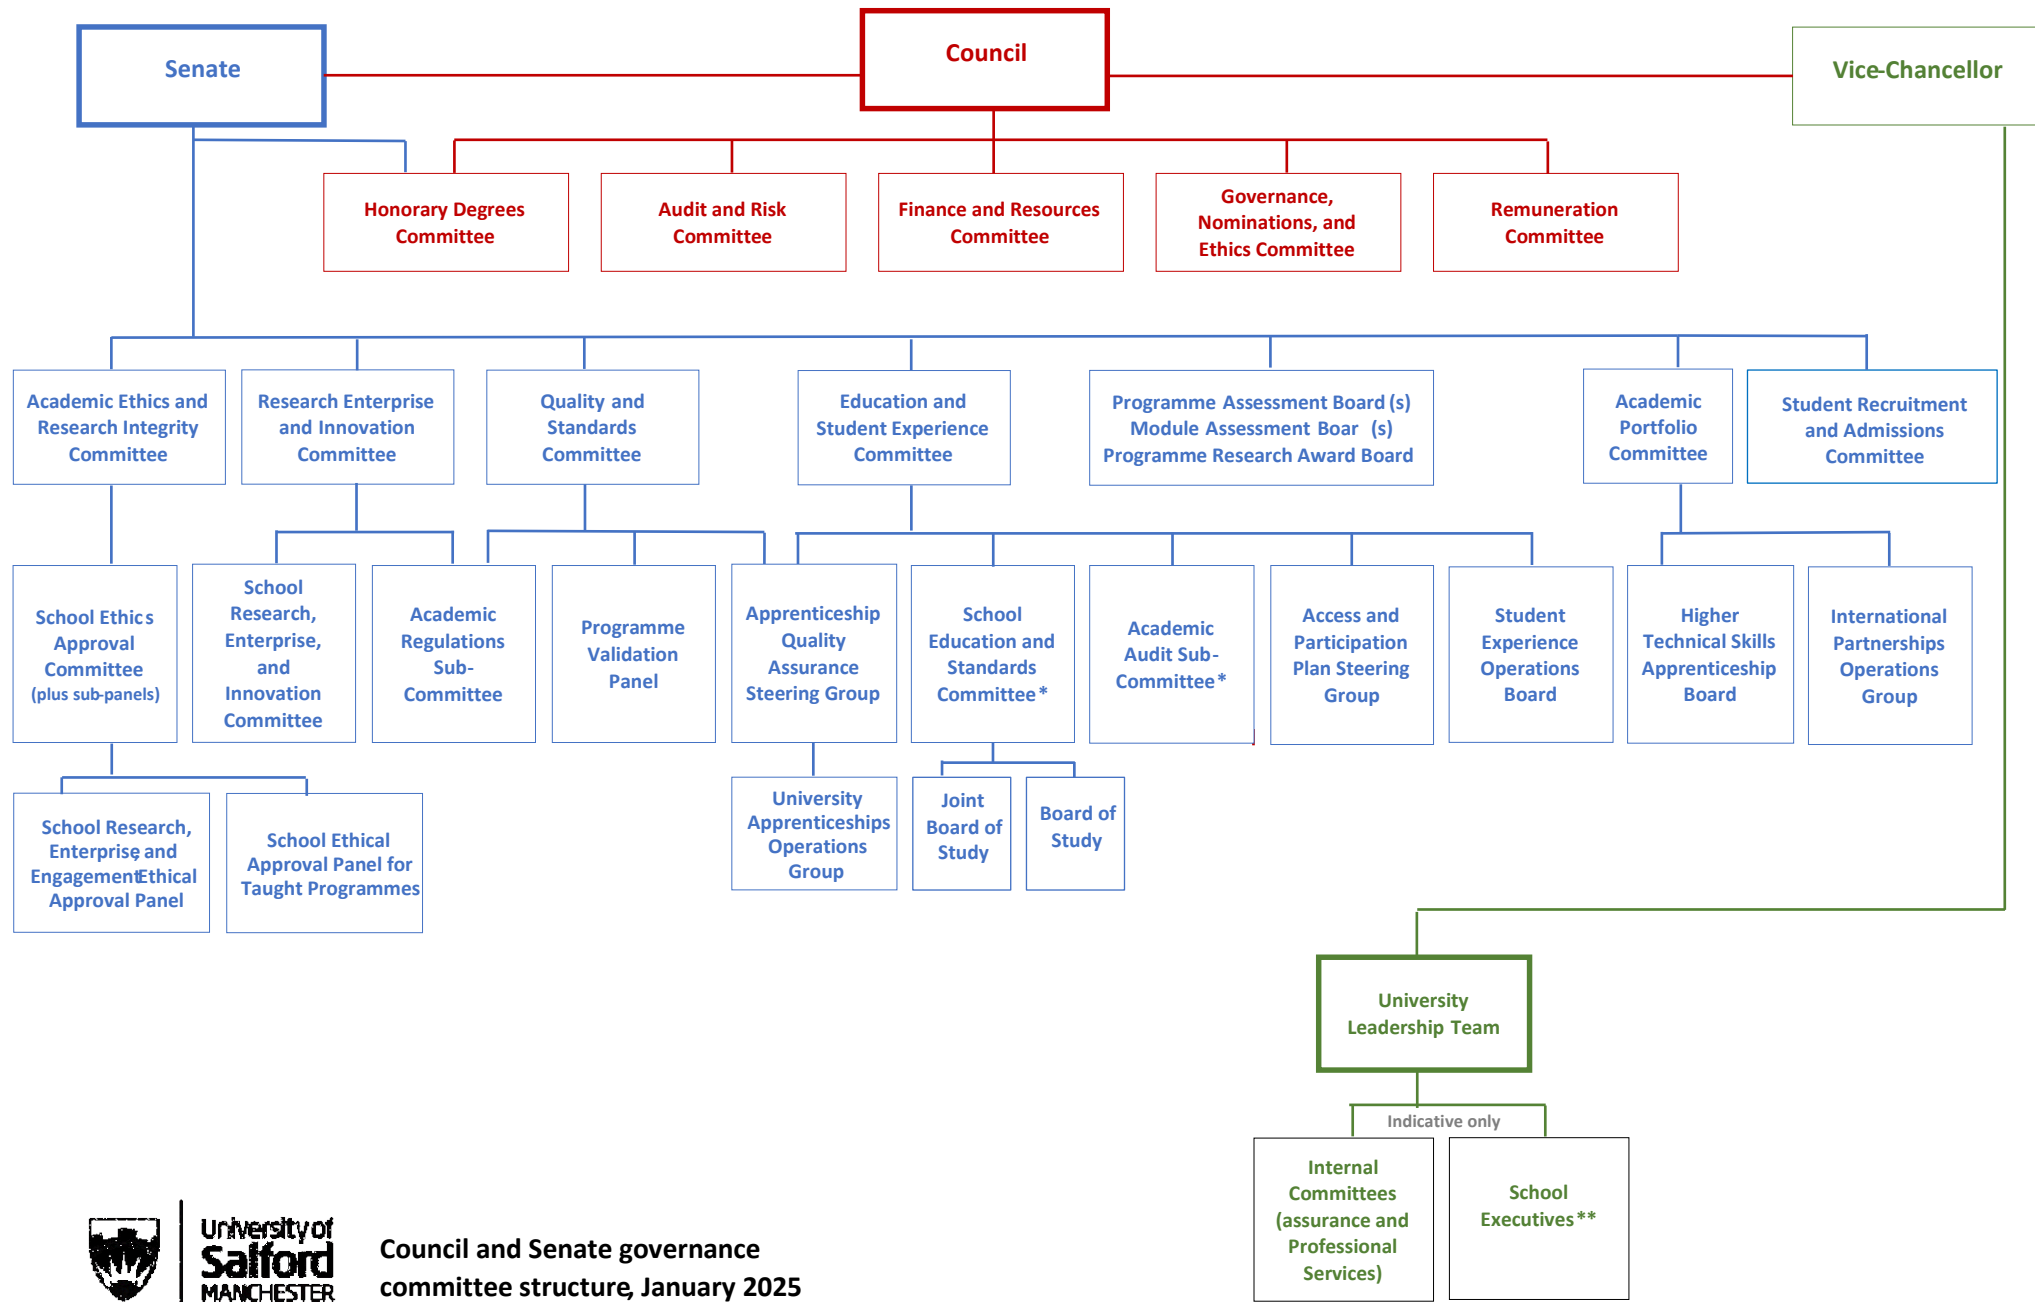 Senate
Council
Vice-Chancellor
Honorary Degrees
Committee
Audit and Risk
Committee
Finance and Resources
Committee
Governance,
Nominations, and
Ethics Committee
Remuneration
Committee
Academic Ethics and
Research Integrity
Committee
Research Enterprise
and Innovation
Committee
Quality and
Standards
Committee
Education and
Student Experience
Committee
Programme Assessment Board (s)
Module Assessment Boar (s)
Programme Research Award Board
Academic
Portfolio
Committee
Student Recruitment
and Admissions
Committee
School Ethics
Approval
Committee
(plus sub-panels)
School
Research,
Enterprise,
and
Innovation
Committee
Academic
Regulations
Sub-
Committee
Programme
Validation
Panel
Apprenticeship
Quality
Assurance
Steering Group
School
Education and
Standards
Committee*
Academic
Audit Sub-
Committee*
Access and
Participation
Plan Steering
Group
Student
Experience
Operations
Board
Higher
Technical Skills
Apprenticeship
Board
International
Partnerships
Operations
Group
School Research,
Enterprise, and
Engagement Ethical
Approval Panel
School Ethical
Approval Panel for
Taught Programmes
University
Apprenticeships
Operations
Group
Joint
Board of
Study
Board of
Study
University
Leadership Team
Indicative only
Internal
Committees
(assurance and
Professional
Services)
School
Executives**
University of
Salford
MANCHESTER
Council and Senate governance
committee structure, January 2025